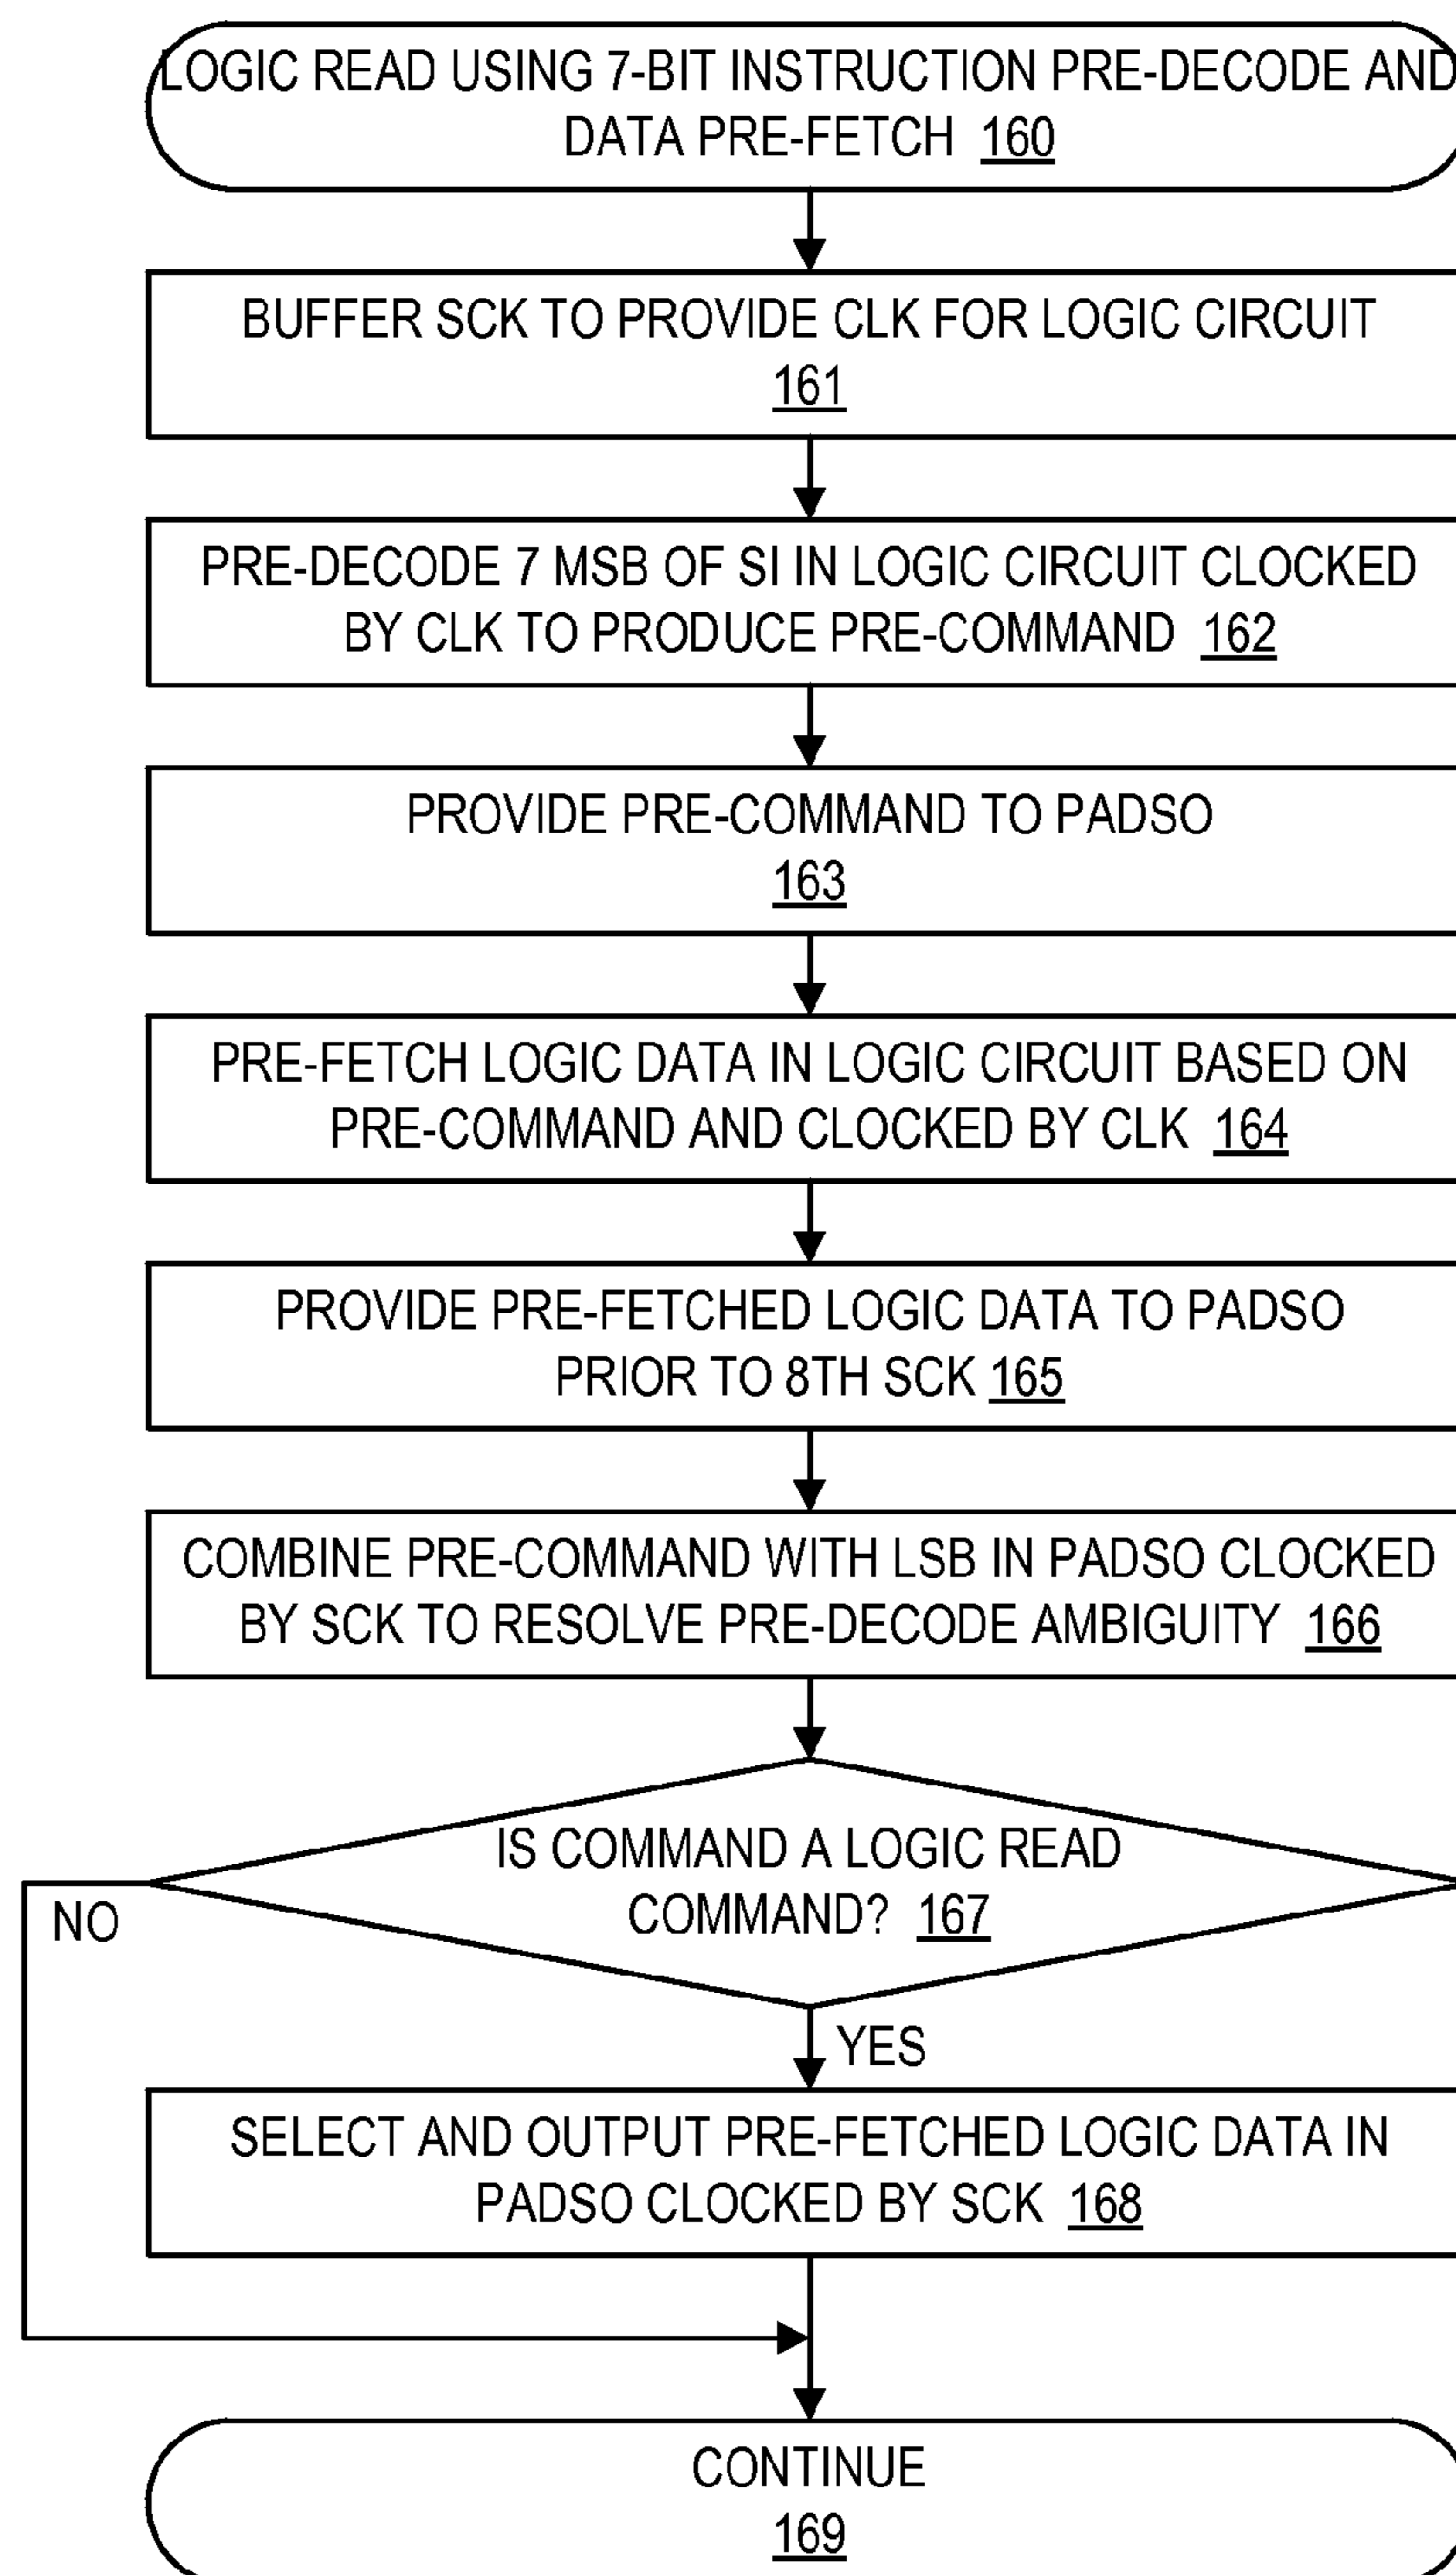 LOGIC READ USING 7-BIT INSTRUCTION PRE-DECODE AND
DATA PRE-FETCH 160
BUFFER SCK TO PROVIDE CLK FOR LOGIC CIRCUIT
161
PRE-DECODE 7 MSB OF SI IN LOGIC CIRCUIT CLOCKED
BY CLK TO PRODUCE PRE-COMMAND 162
PROVIDE PRE-COMMAND TO PADSO
163
PRE-FETCH LOGIC DATA IN LOGIC CIRCUIT BASED ON
PRE-COMMAND AND CLOCKED BY CLK 164
PROVIDE PRE-FETCHED LOGIC DATA TO PADSO
PRIOR TO 8TH SCK 165
COMBINE PRE-COMMAND WITH LSB IN PADSO CLOCKED
BY SCK TO RESOLVE PRE-DECODE AMBIGUITY 166
IS COMMAND A LOGIC READ
COMMAND? 167
NO
YES
SELECT AND OUTPUT PRE-FETCHED LOGIC DATA IN
PADSO CLOCKED BY SCK 168
CONTINUE
169